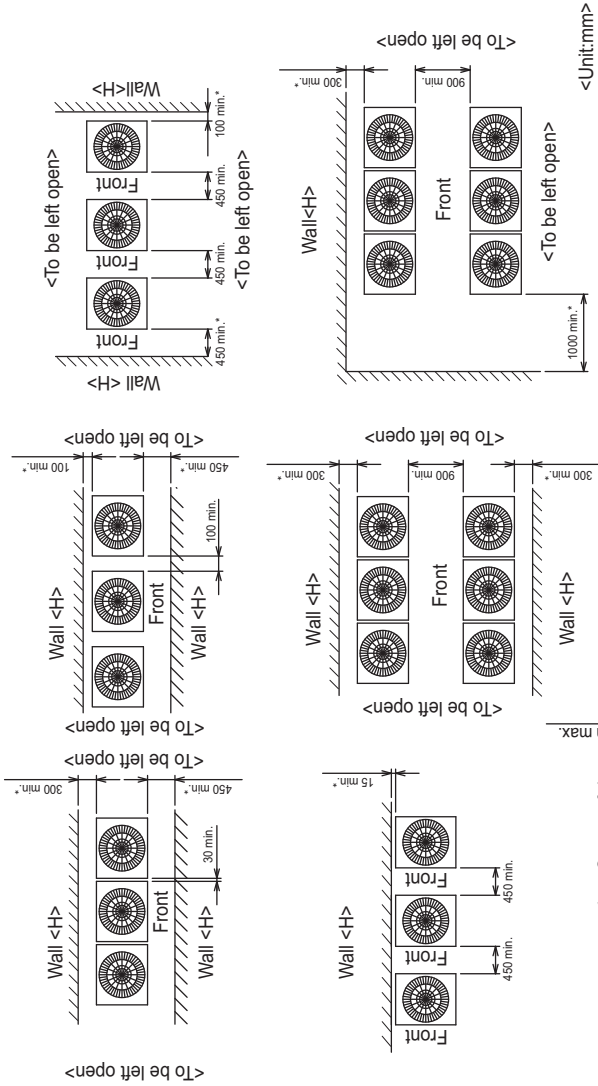 <To be left open>
Wall<H>
Wall <H>
Front
Front
Front
450 min.*
450 min.
450 min.
100 min.*
<To be left open>
<To be left open>
Wall<H>
300 min.*
900 min.
Front
1000 min.*
<To be left open>
<Unit:mm>
<To be left open>
Wall <H>
100 min.*
450 min.*
100 min.
Front
Wall <H>
<To be left open>
<To be left open>
Wall <H>
300 min.*
900 min.
300 min.*
Front
Wall <H>
<To be left open>
<To be left open>
Wall <H>
300 min.*
450 min.*
30 min.
Front
Wall <H>
<To be left open>
Wall <H>
15 min.*
Front
Front
Front
450 min.
450 min.
max.